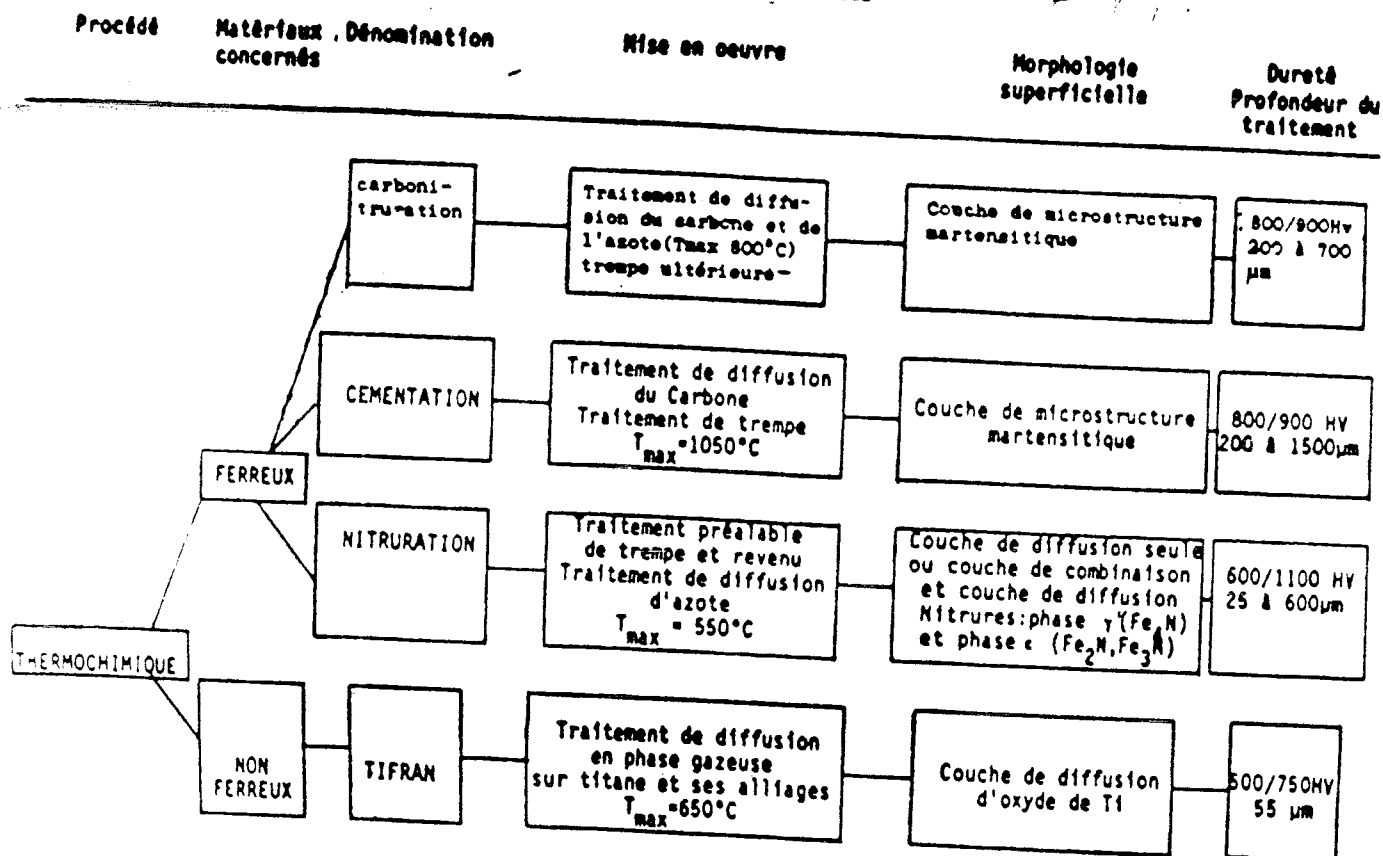 Procédé
Matériaux . Dénomination
concernés
Mise en oeuvre
Morphologie
superficielle
Dureté
Profondeur du
traitement
carboni-
truration
Traitement de diffu-
sion du sarbone et de
l'azote(Tmax 800°C)
trempe ultérieure-
Couche de microstructure
martensitique
800/900Hv
200 à 700
µm
CEMENTATION
Traitement de diffusion
du Carbone
Traitement de trempe
Tmax=1050°C
Couche de microstructure
martensitique
800/900 HV
200 à 1500µm
FERREUX
NITRURATION
Traitement préalable
de trempe et revenu
Traitement de diffusion
d'azote
Tmax = 550°C
Couche de diffusion seule
ou couche de combinaison
et couche de diffusion
Nitrures:phase γ'(Fe4N)
et phase ε (Fe2N,Fe3N)
600/1100 HV
25 à 600µm
THERMOCHIMIQUE
NON
FERREUX
TIFRAN
Traitement de diffusion
en phase gazeuse
sur titane et ses alliages
Tmax=650°C
Couche de diffusion
d'oxyde de Ti
500/750HV
55 µm